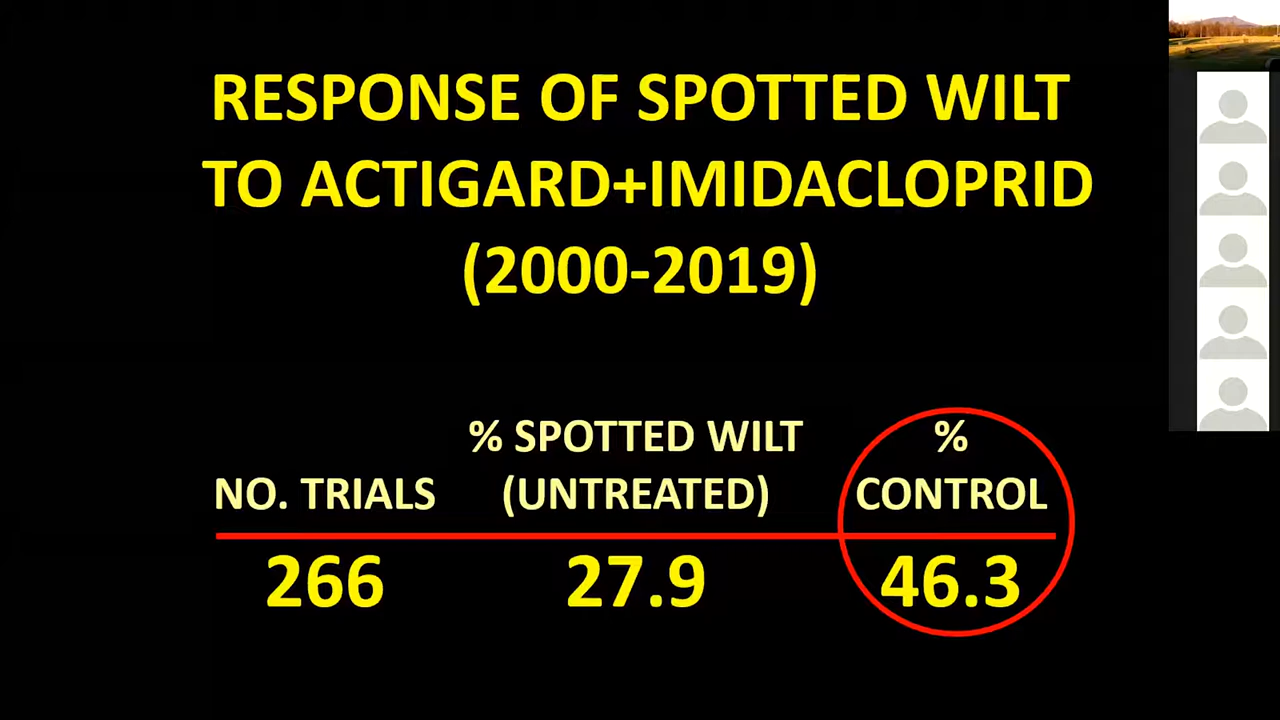 RESPONSE OF SPOTTED WILT
TO ACTIGARD+IMIDACLOPRID
(2000-2019)
% SPOTTED WILT %
NO. TRIALS (UNTREATED) CONTROL
266 27.9 46.3